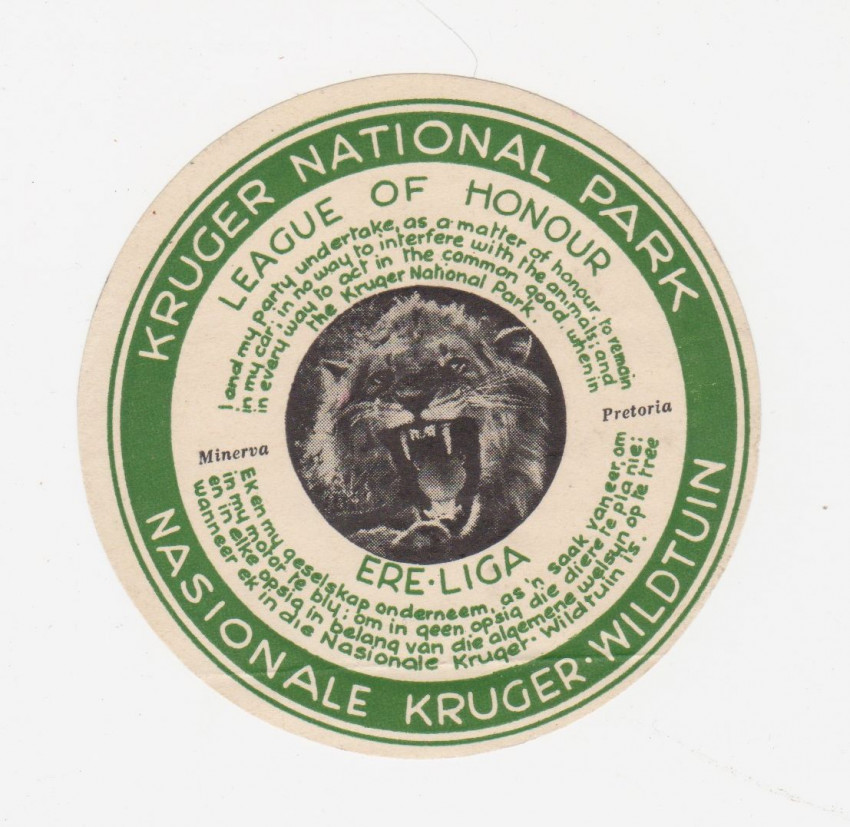 KRUGER NATIONAL PARK
LEAGUE OF HONOUR
I and my party undertake, as a matter of honour, to remain
in my car; in no way to interfere with the animals; and
in every way to act in the common good, when in
the Kruger National Park.
Minerva
Pretoria
ERE·LIGA
Ek en my geselskap onderneem, as 'n saak van eer om
in my motor te bly; om in geen opsig die diere te pla nie;
en in elke opsig in belang van die algemene welsyn op te tree
wanneer ek in die Nasionale Kruger·Wildtuin is.
NASIONALE KRUGER·WILDTUIN